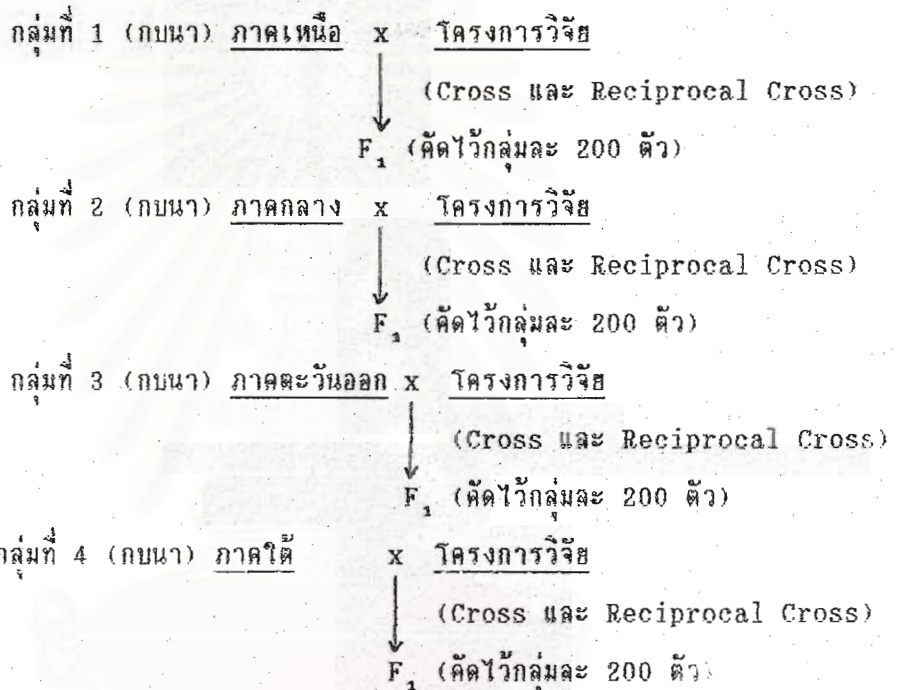 กลุ่มที่ 1 (กบนา) ภาคเหนือ x โครงการวิจัย
(Cross และ Reciprocal Cross)
F₁ (คัดไว้กลุ่มละ 200 ตัว)
กลุ่มที่ 2 (กบนา) ภาคกลาง x โครงการวิจัย
(Cross และ Reciprocal Cross)
F₁ (คัดไว้กลุ่มละ 200 ตัว)
กลุ่มที่ 3 (กบนา) ภาคตะวันออก x โครงการวิจัย
(Cross และ Reciprocal Cross)
F₁ (คัดไว้กลุ่มละ 200 ตัว)
กลุ่มที่ 4 (กบนา) ภาคใต้ x โครงการวิจัย
(Cross และ Reciprocal Cross)
F₁ (คัดไว้กลุ่มละ 200 ตัว)